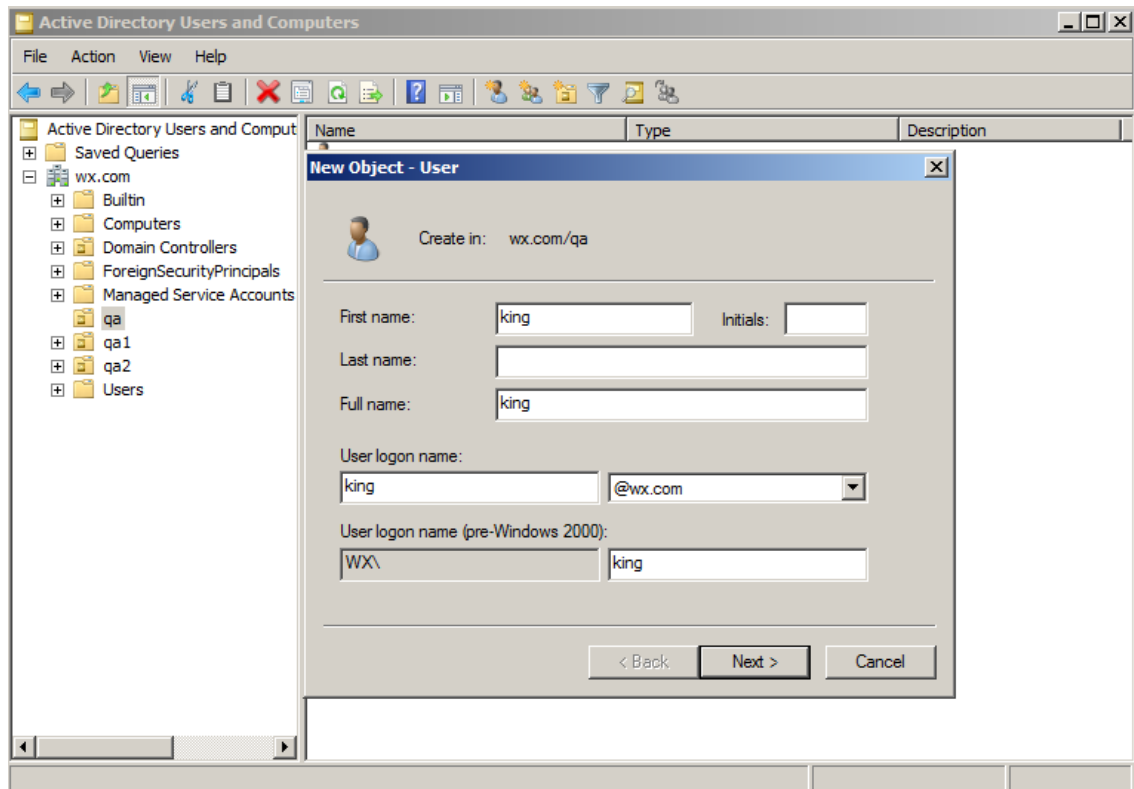 Active Directory Users and Computers
File Action View Help
Active Directory Users and Comput
Saved Queries
wx.com
Builtin
Computers
Domain Controllers
ForeignSecurityPrincipals
Managed Service Accounts
qa
qa1
qa2
Users
Name Type Description
New Object - User
Create in: wx.com/qa
First name: king Initials:
Last name:
Full name: king
User logon name:
king @wx.com
User logon name (pre-Windows 2000):
WX\ king
< Back Next > Cancel